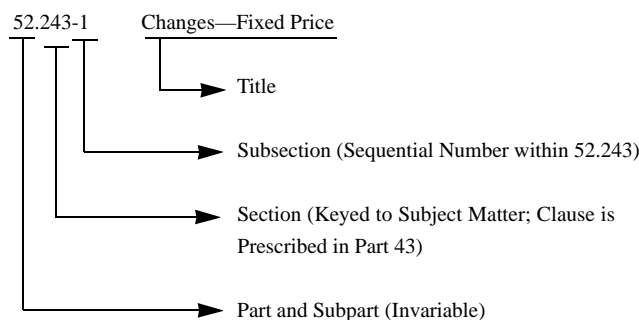 52.243-1 Changes—Fixed Price
Title
Subsection (Sequential Number within 52.243)
Section (Keyed to Subject Matter; Clause is
Prescribed in Part 43)
Part and Subpart (Invariable)